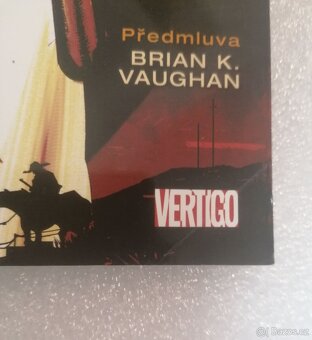 Předmluva
BRIAN K.
VAUGHAN
VERTIGO
Bazos.cz